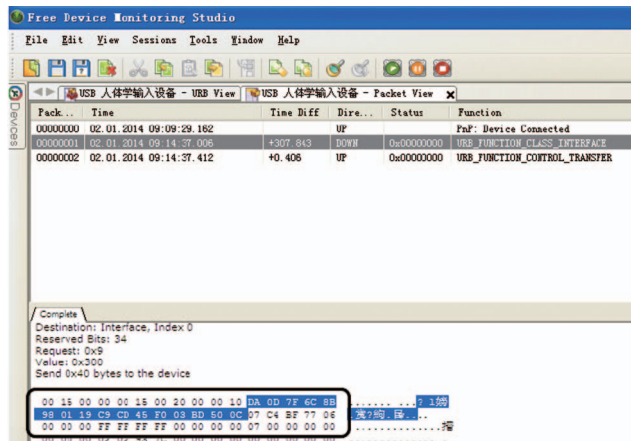 Free Device Monitoring Studio
File Edit View Sessions Tools Window Help
USB 人体学输入设备 - URB View USB 人体学输入设备 - Packet View
Devices
Pack... Time Time Diff Dire... Status Function
00000000 02.01.2014 09:09:29.162 UP PnP: Device Connected
00000001 02.01.2014 09:14:37.006 +307.843 DOWN 0x00000000 URB_FUNCTION_CLASS_INTERFACE
00000002 02.01.2014 09:14:37.412 +0.406 UP 0x00000000 URB_FUNCTION_CONTROL_TRANSFER
Complete
Destination: Interface, Index 0
Reserved Bits: 34
Request: 0x9
Value: 0x300
Send 0x40 bytes to the device
00 15 00 00 00 15 00 20 00 00 10 DA 0D 7F 6C 8B
98 01 19 C9 CD 45 F0 03 BD 50 0C 07 C4 BF 77 06
00 00 00 FF FF FF FF 00 00 00 00 07 00 00 00 00